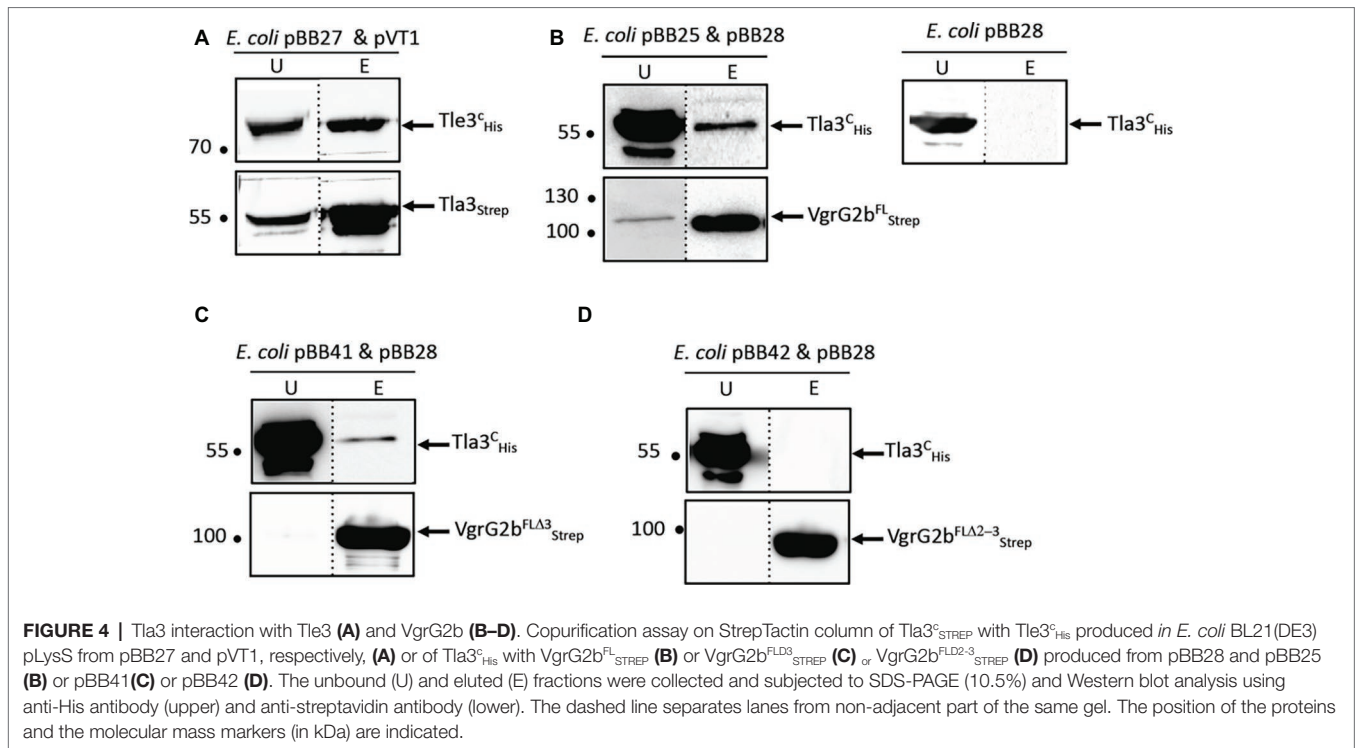 A
E. coli pBB27 & pVT1
U E
Tle3ᶜHis
70
Tla3Strep
55
B
E. coli pBB25 & pBB28
U E
55
Tla3ᶜHis
130
100
VgrG2bFLStrep
E. coli pBB28
U E
Tla3ᶜHis
C
E. coli pBB41 & pBB28
U E
55
Tla3ᶜHis
100
VgrG2bFLΔ3Strep
D
E. coli pBB42 & pBB28
U E
55
Tla3ᶜHis
100
VgrG2bFLΔ2–3Strep
FIGURE 4 | Tla3 interaction with Tle3 (A) and VgrG2b (B–D). Copurification assay on StrepTactin column of Tla3ᶜSTREP with Tle3ᶜHis produced in E. coli BL21(DE3)
pLysS from pBB27 and pVT1, respectively, (A) or of Tla3ᶜHis with VgrG2bFLSTREP (B) or VgrG2bFLD3STREP (C) or VgrG2bFLD2-3STREP (D) produced from pBB28 and pBB25
(B) or pBB41(C) or pBB42 (D). The unbound (U) and eluted (E) fractions were collected and subjected to SDS-PAGE (10.5%) and Western blot analysis using
anti-His antibody (upper) and anti-streptavidin antibody (lower). The dashed line separates lanes from non-adjacent part of the same gel. The position of the proteins
and the molecular mass markers (in kDa) are indicated.